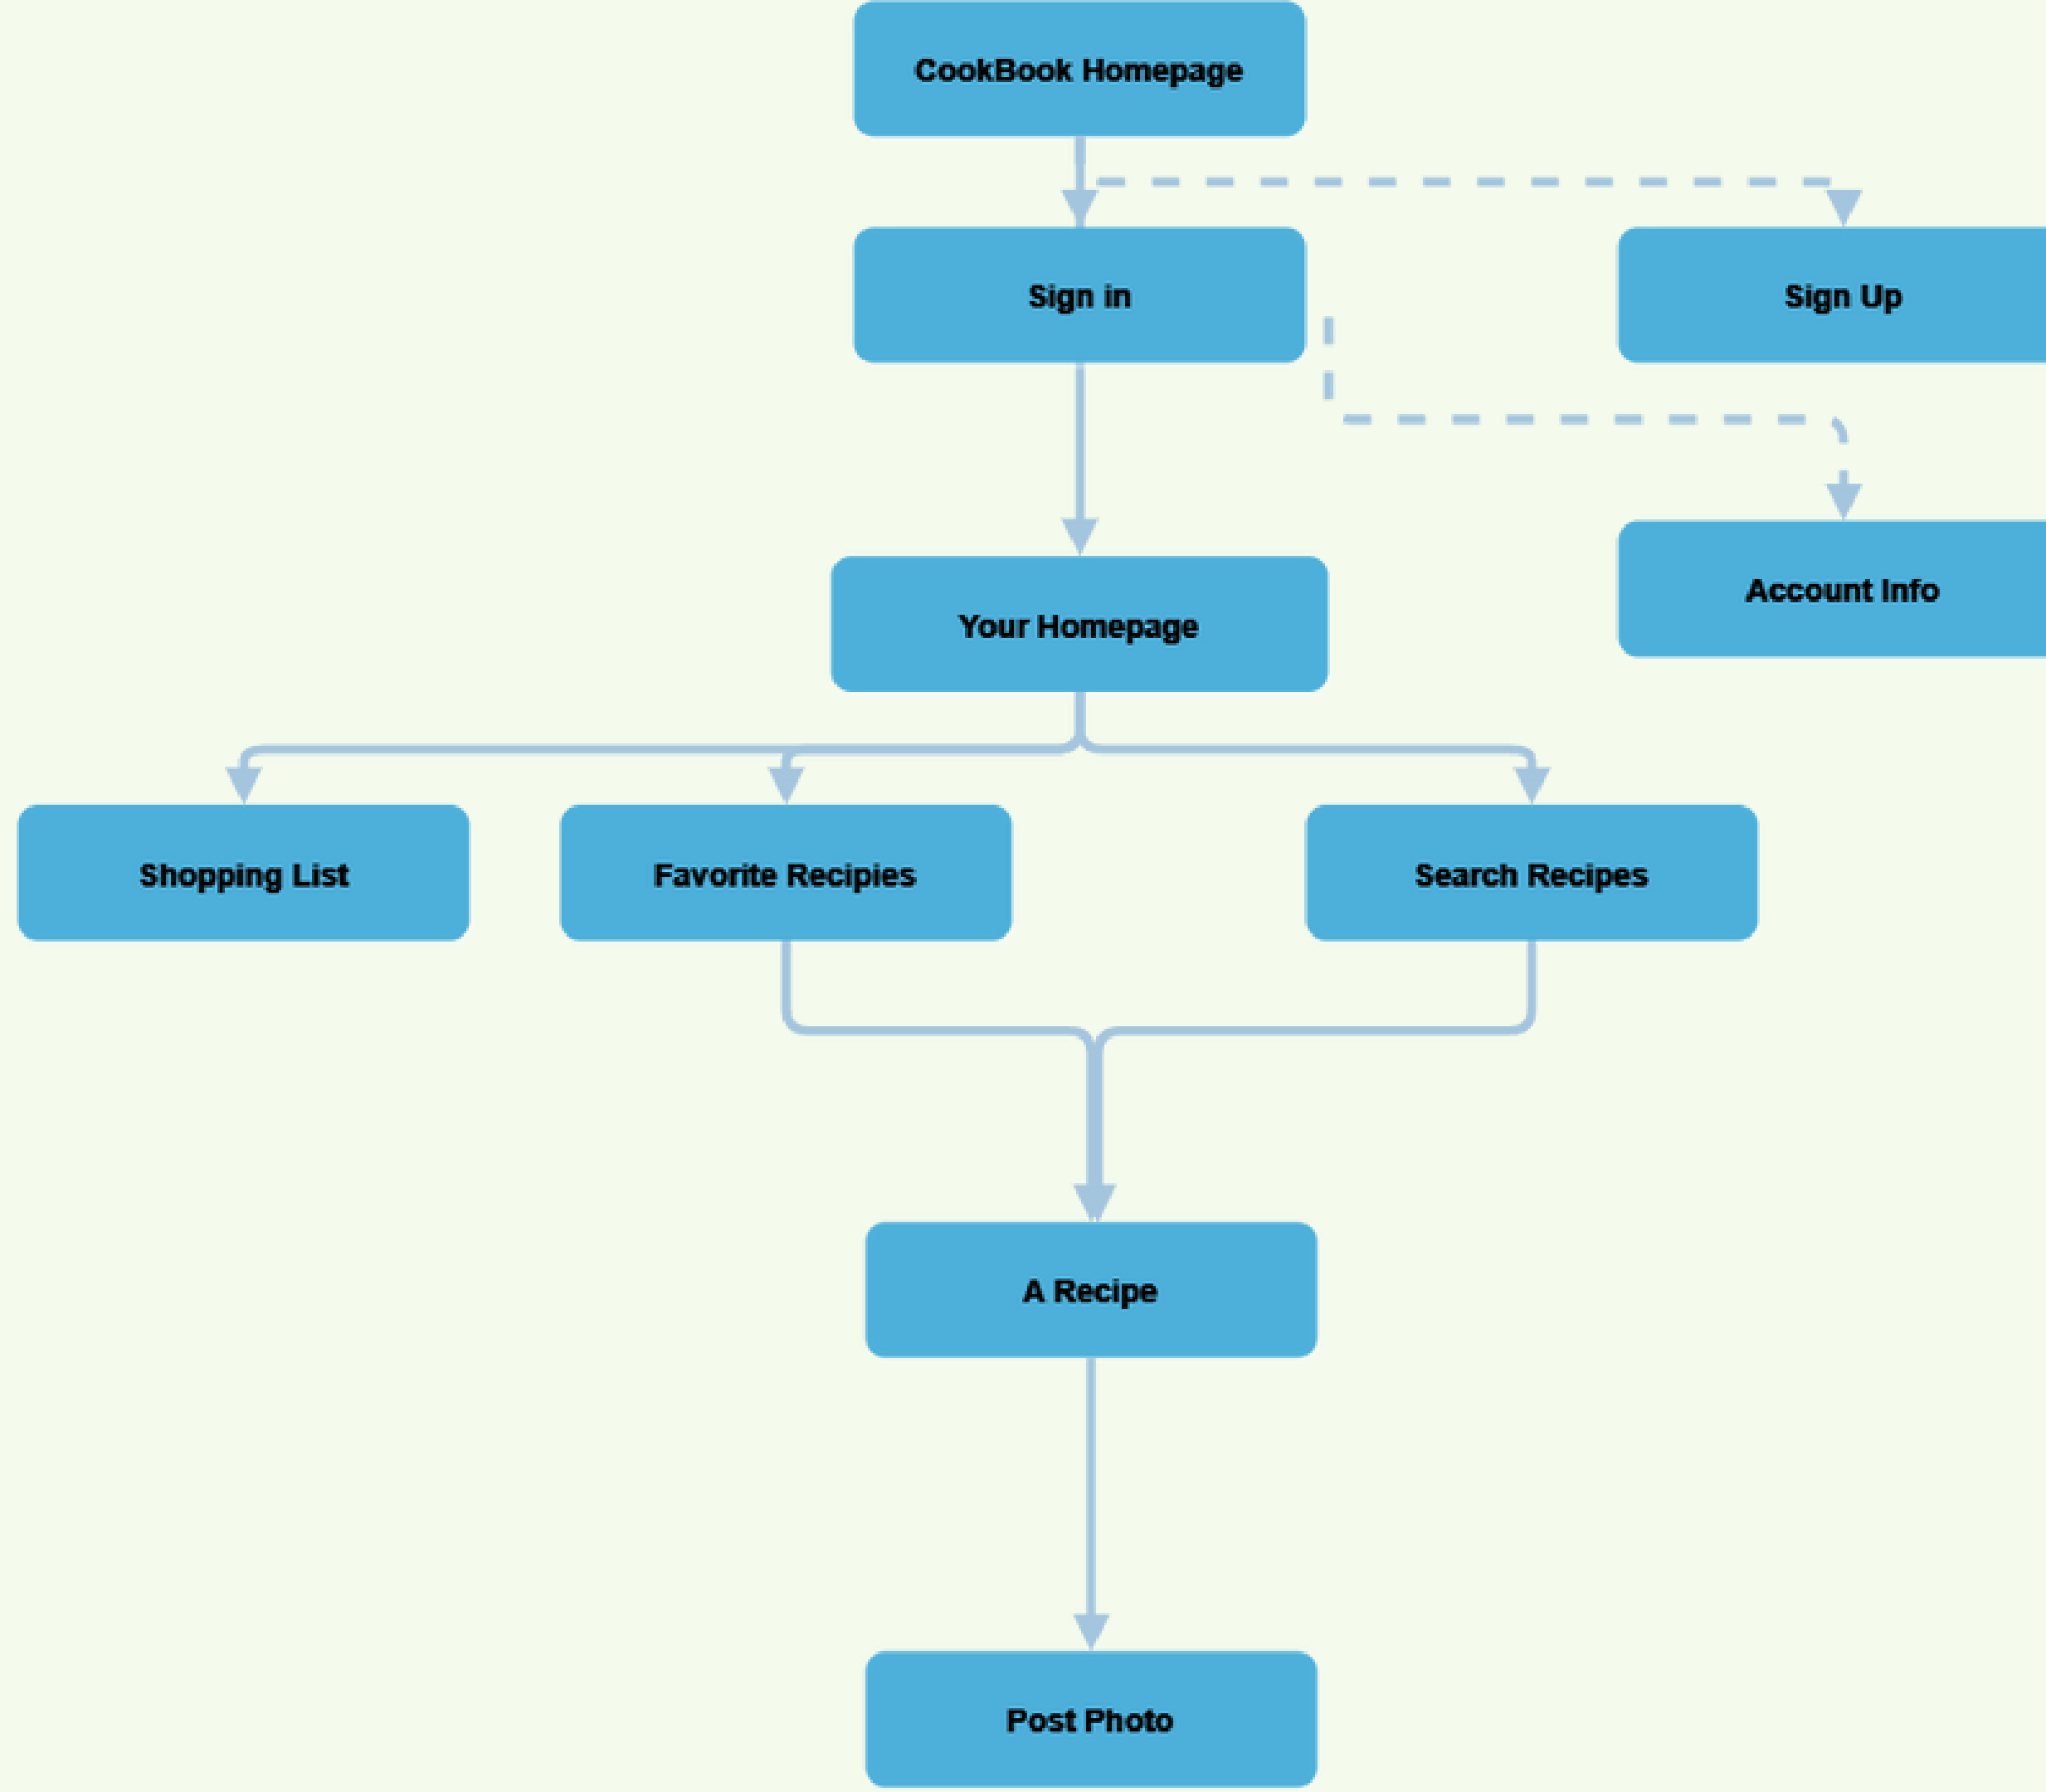 CookBook Homepage
Sign in
Sign Up
Account Info
Your Homepage
Shopping List
Favorite Recipies
Search Recipes
A Recipe
Post Photo